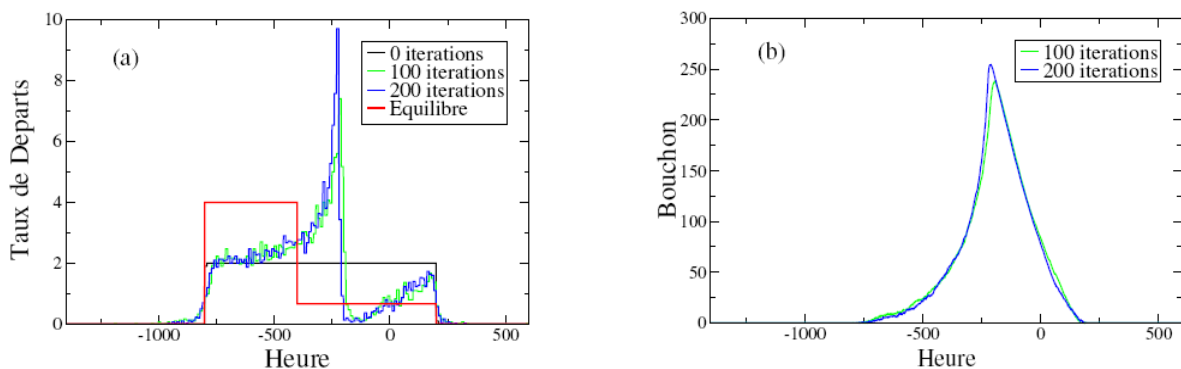 10
8
6
4
2
0
Taux de Departs
(a)
0 iterations
100 iterations
200 iterations
Equilibre
-1000
-500
0
500
Heure
300
250
200
150
100
50
0
Bouchon
(b)
100 iterations
200 iterations
-1000
-500
0
500
Heure